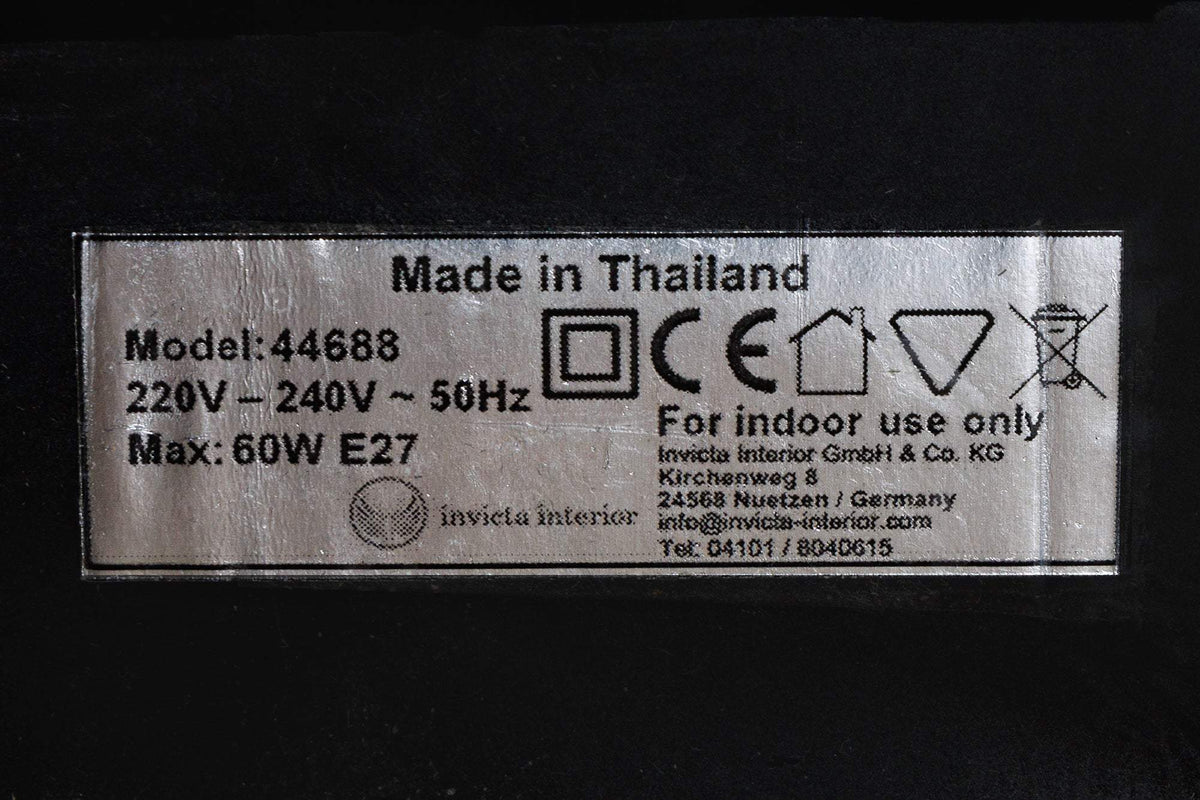 Made in Thailand
Model: 44688
220V – 240V ~ 50Hz
Max: 60W E27
invicta interior
CE
For indoor use only
Invicta Interior GmbH & Co. KG
Kirchenweg 8
24568 Nuetzen / Germany
info@invicta-interior.com
Tel: 04101 / 8040615